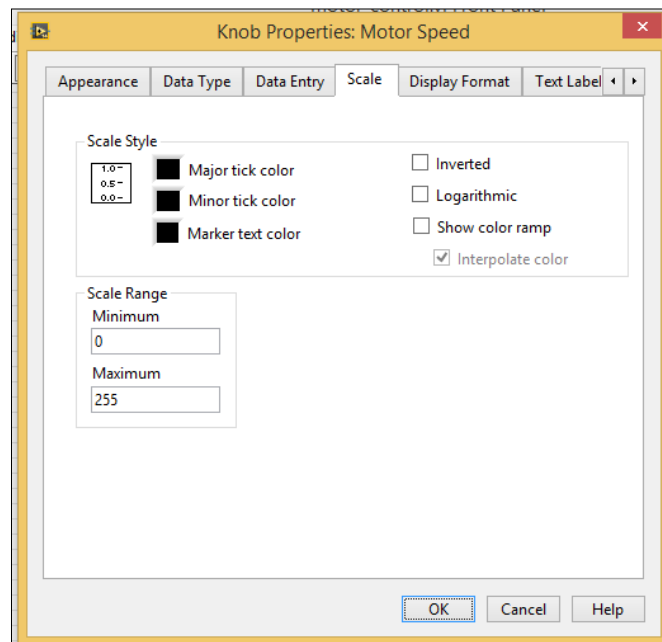 Knob Properties: Motor Speed
Appearance Data Type Data Entry Scale Display Format Text Label
Scale Style
1.0
0.5
0.0
Major tick color
Minor tick color
Marker text color
Inverted
Logarithmic
Show color ramp
Interpolate color
Scale Range
Minimum
0
Maximum
255
OK Cancel Help